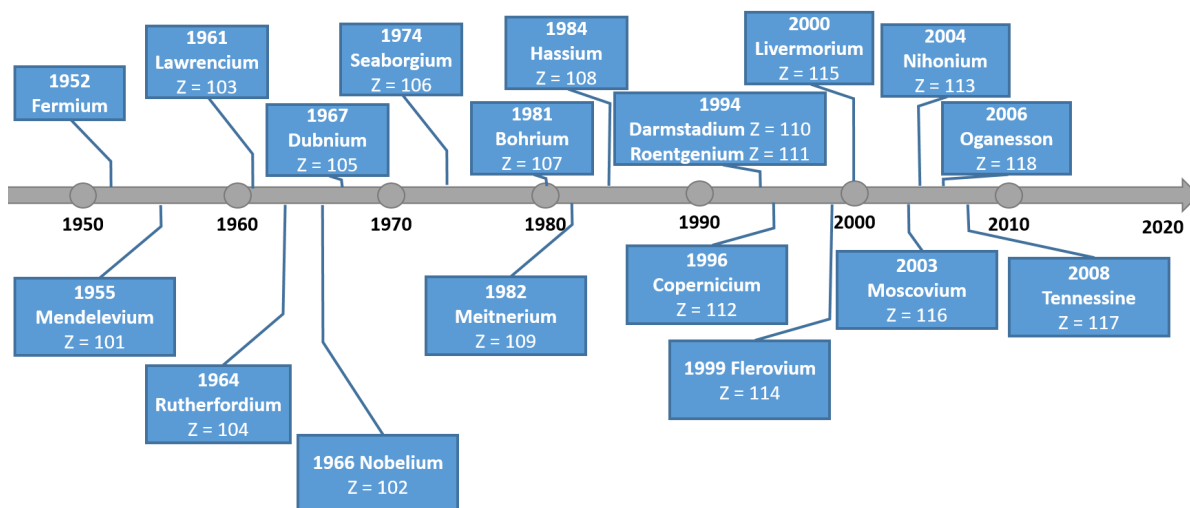 1952
Fermium
1961
Lawrencium
Z = 103
1967
Dubnium
Z = 105
1974
Seaborgium
Z = 106
1981
Bohrium
Z = 107
1984
Hassium
Z = 108
1994
Darmstadium Z = 110
Roentgenium Z = 111
2000
Livermorium
Z = 115
2004
Nihonium
Z = 113
2006
Oganesson
Z = 118
1950
1960
1970
1980
1990
2000
2010
2020
1955
Mendelevium
Z = 101
1964
Rutherfordium
Z = 104
1966 Nobelium
Z = 102
1982
Meitnerium
Z = 109
1996
Copernicium
Z = 112
1999 Flerovium
Z = 114
2003
Moscovium
Z = 116
2008
Tennessine
Z = 117